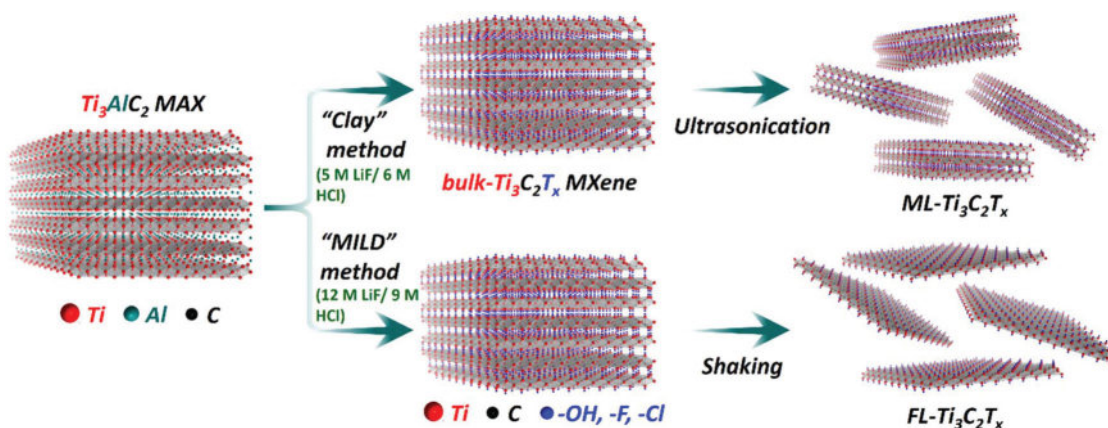 Ti₃AlC₂ MAX
Ti Al C
“Clay”
method
(5 M LiF/ 6 M
HCl)
“MILD”
method
(12 M LiF/ 9 M
HCl)
bulk-Ti₃C₂Tₓ MXene
Ti C -OH, -F, -Cl
Ultrasonication
Shaking
ML-Ti₃C₂Tₓ
FL-Ti₃C₂Tₓ